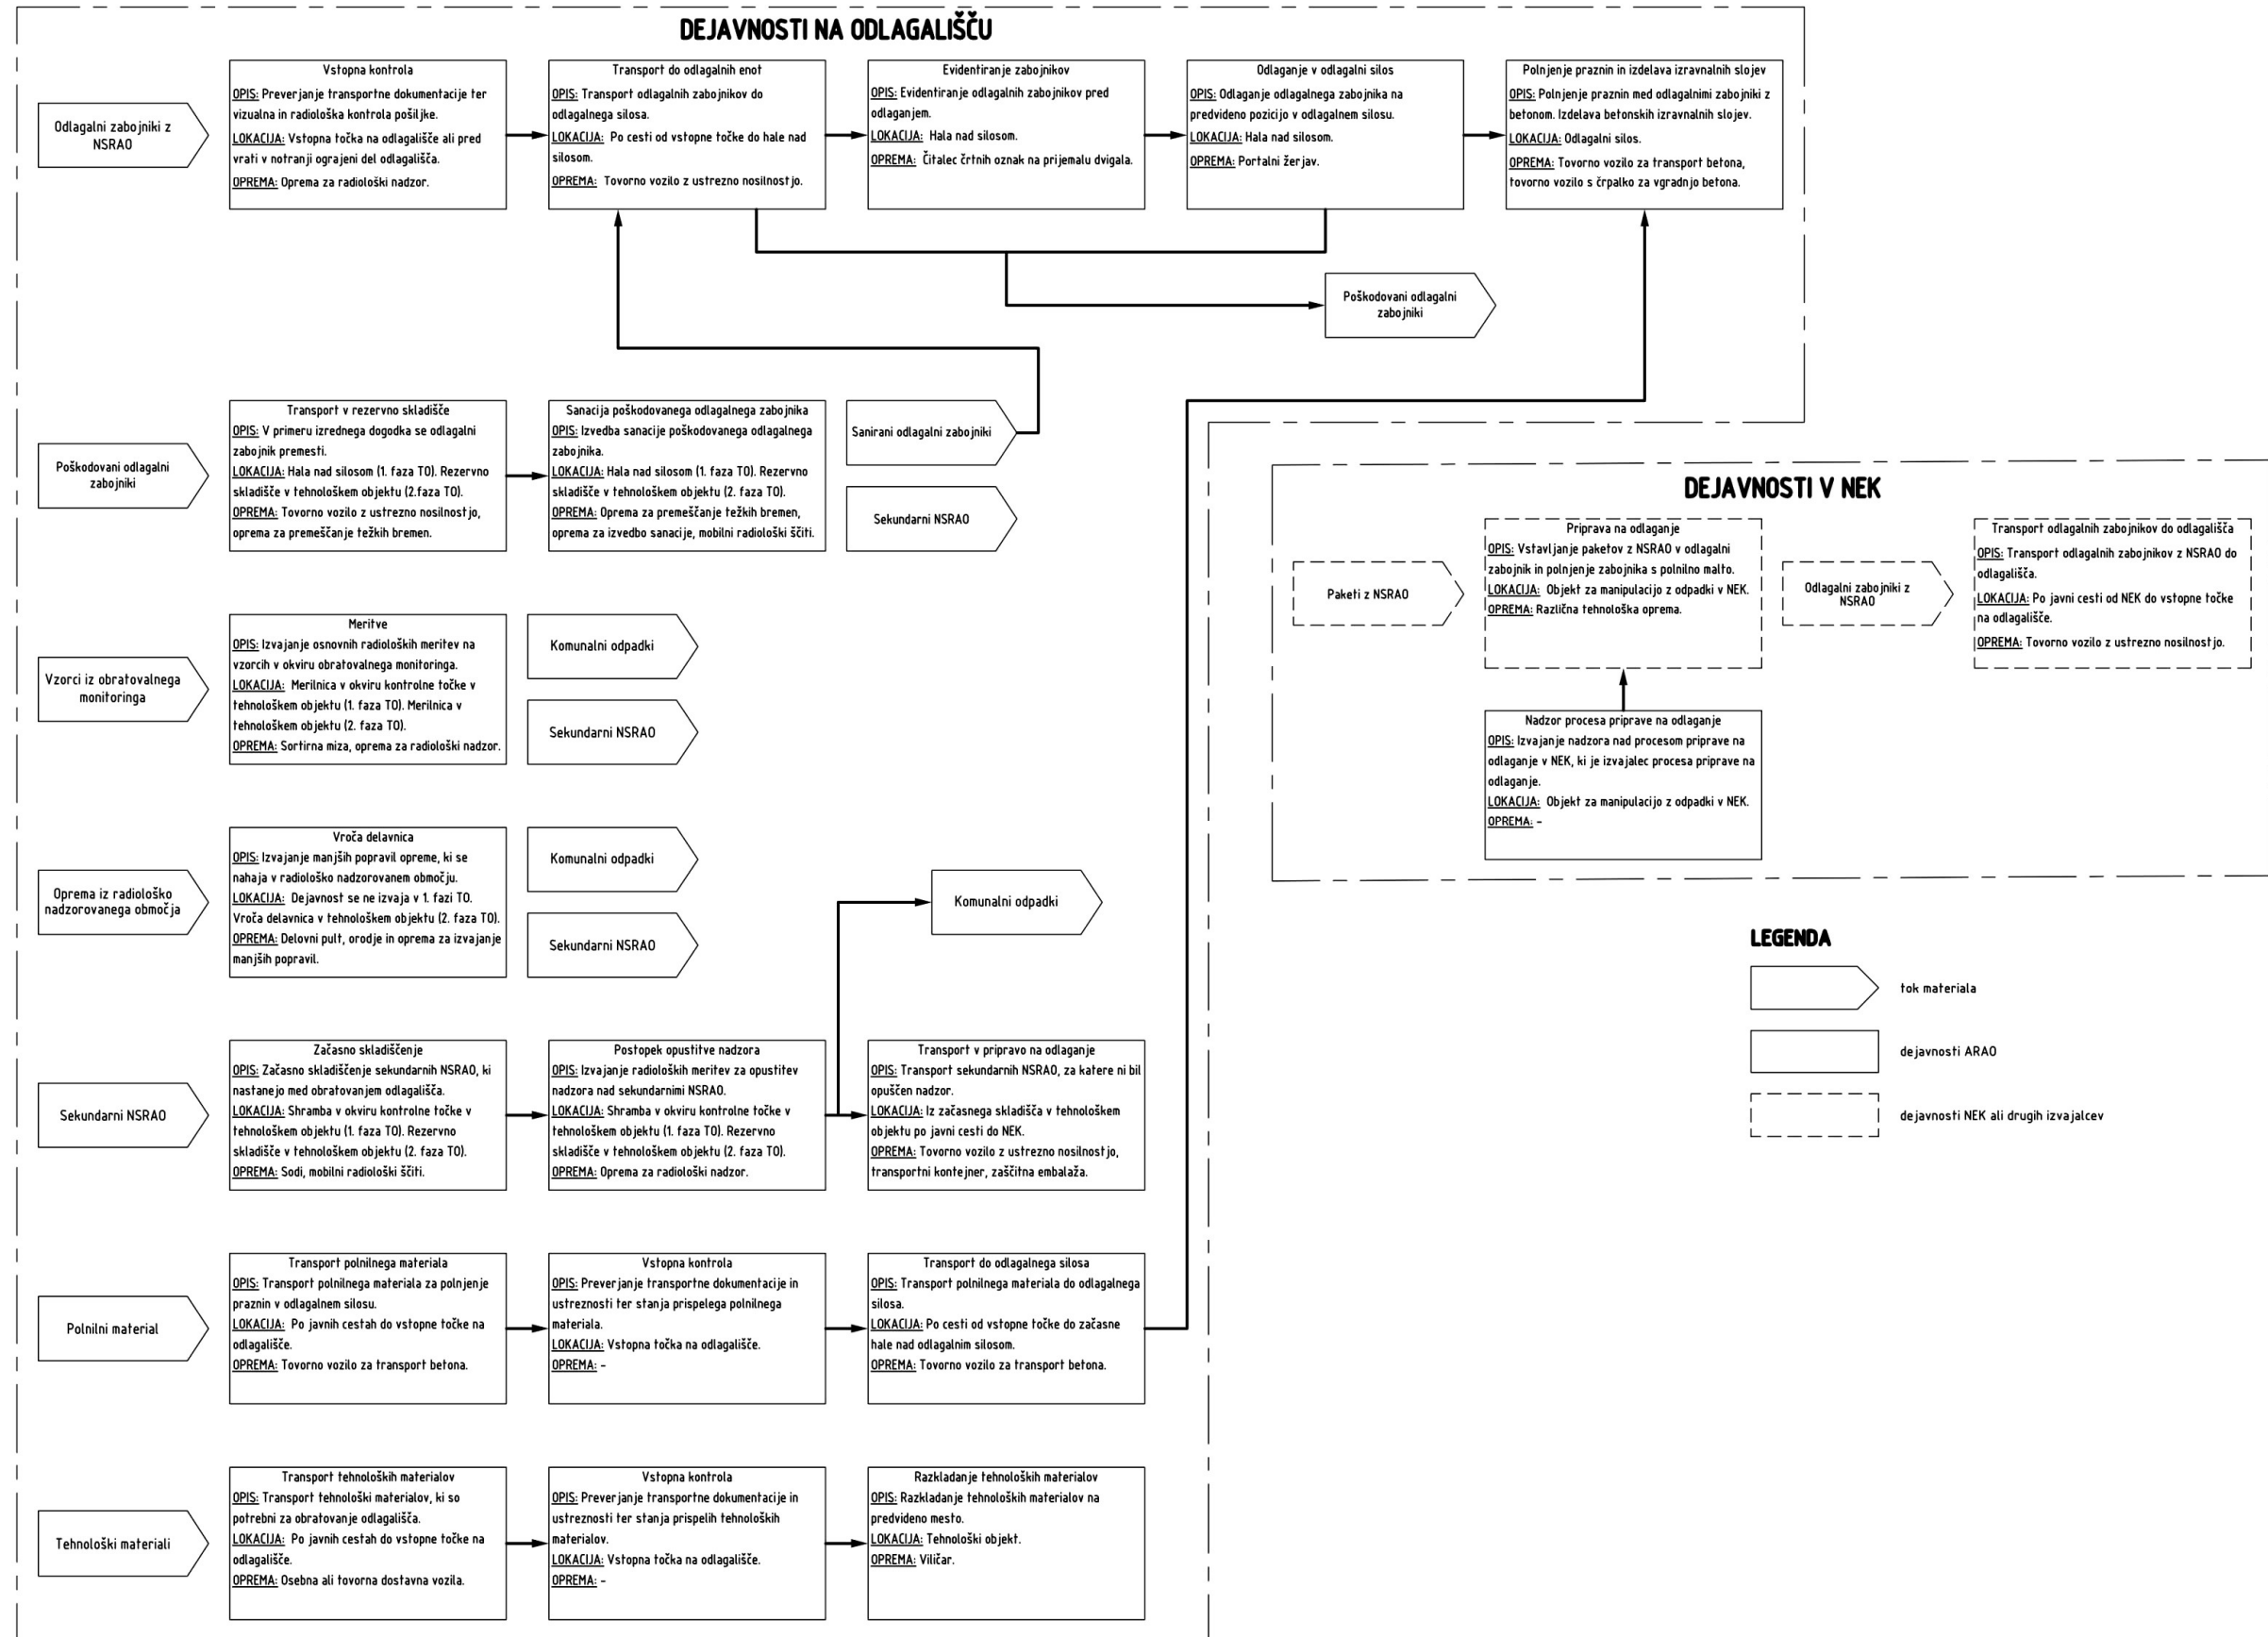 DEJAVNOSTI NA ODLAGALIŠČU
Odlagalni zabojniki z
NSRAO
Vstopna kontrola
OPIS: Preverjanje transportne dokumentacije ter
vizualna in radiološka kontrola pošiljke.
LOKACIJA: Vstopna točka na odlagališče ali pred
vrati v notranji ograjeni del odlagališča.
OPREMA: Oprema za radiološki nadzor.
Transport do odlagalnih enot
OPIS: Transport odlagalnih zabojnikov do
odlagalnega silosa.
LOKACIJA: Po cesti od vstopne točke do hale nad
silosom.
OPREMA: Tovorno vozilo z ustrezno nosilnostjo.
Evidentiranje zabojnikov
OPIS: Evidentiranje odlagalnih zabojnikov pred
odlaganjem.
LOKACIJA: Hala nad silosom.
OPREMA: Čitalec črtnih oznak na prijemalu dvigala.
Odlaganje v odlagalni silos
OPIS: Odlaganje odlagalnega zabojnika na
predvideno pozicijo v odlagalnem silosu.
LOKACIJA: Hala nad silosom.
OPREMA: Portalni žerjav.
Polnjenje praznin in izdelava izravnalnih slojev
OPIS: Polnjenje praznin med odlagalnimi zabojniki z
betonom. Izdelava betonskih izravnalnih slojev.
LOKACIJA: Odlagalni silos.
OPREMA: Tovorno vozilo za transport betona,
tovorno vozilo s črpalko za vgradnjo betona.
Poškodovani odlagalni
zabojniki
Poškodovani odlagalni
zabojniki
Transport v rezervno skladišče
OPIS: V primeru izrednega dogodka se odlagalni
zabojnik premesti.
LOKACIJA: Hala nad silosom (1. faza TO). Rezervno
skladišče v tehnološkem objektu (2.faza TO).
OPREMA: Tovorno vozilo z ustrezno nosilnostjo,
oprema za premeščanje težkih bremen.
Sanacija poškodovanega odlagalnega zabojnika
OPIS: Izvedba sanacije poškodovanega odlagalnega
zabojnika.
LOKACIJA: Hala nad silosom (1. faza TO). Rezervno
skladišče v tehnološkem objektu (2. faza TO).
OPREMA: Oprema za premeščanje težkih bremen,
oprema za izvedbo sanacije, mobilni radiološki ščiti.
Sanirani odlagalni zabojniki
Sekundarni NSRAO
DEJAVNOSTI V NEK
Paketi z NSRAO
Priprava na odlaganje
OPIS: Vstavljanje paketov z NSRAO v odlagalni
zabojnik in polnjenje zabojnika s polnilno malto.
LOKACIJA: Objekt za manipulacijo z odpadki v NEK.
OPREMA: Različna tehnološka oprema.
Odlagalni zabojniki z
NSRAO
Transport odlagalnih zabojnikov do odlagališča
OPIS: Transport odlagalnih zabojnikov z NSRAO do
odlagališča.
LOKACIJA: Po javni cesti od NEK do vstopne točke
na odlagališče.
OPREMA: Tovorno vozilo z ustrezno nosilnostjo.
Nadzor procesa priprave na odlaganje
OPIS: Izvajanje nadzora nad procesom priprave na
odlaganje v NEK, ki je izvajalec procesa priprave na
odlaganje.
LOKACIJA: Objekt za manipulacijo z odpadki v NEK.
OPREMA: -
Vzorci iz obratovalnega
monitoringa
Meritve
OPIS: Izvajanje osnovnih radioloških meritev na
vzorcih v okviru obratovalnega monitoringa.
LOKACIJA: Merilnica v okviru kontrolne točke v
tehnološkem objektu (1. faza TO). Merilnica v
tehnološkem objektu (2. faza TO).
OPREMA: Sortirna miza, oprema za radiološki nadzor.
Komunalni odpadki
Sekundarni NSRAO
Oprema iz radiološko
nadzorovanega območja
Vroča delavnica
OPIS: Izvajanje manjših popravil opreme, ki se
nahaja v radiološko nadzorovanem območju.
LOKACIJA: Dejavnost se ne izvaja v 1. fazi TO.
Vroča delavnica v tehnološkem objektu (2. faza TO).
OPREMA: Delovni pult, orodje in oprema za izvajanje
manjših popravil.
Komunalni odpadki
Sekundarni NSRAO
Komunalni odpadki
LEGENDA
tok materiala
dejavnosti ARAO
dejavnosti NEK ali drugih izvajalcev
Sekundarni NSRAO
Začasno skladiščenje
OPIS: Začasno skladiščenje sekundarnih NSRAO, ki
nastanejo med obratovanjem odlagališča.
LOKACIJA: Shramba v okviru kontrolne točke v
tehnološkem objektu (1. faza TO). Rezervno
skladišče v tehnološkem objektu (2. faza TO).
OPREMA: Sodi, mobilni radiološki ščiti.
Postopek opustitve nadzora
OPIS: Izvajanje radioloških meritev za opustitev
nadzora nad sekundarnimi NSRAO.
LOKACIJA: Shramba v okviru kontrolne točke v
tehnološkem objektu (1. faza TO). Rezervno
skladišče v tehnološkem objektu (2. faza TO).
OPREMA: Oprema za radiološki nadzor.
Transport v pripravo na odlaganje
OPIS: Transport sekundarnih NSRAO, za katere ni bil
opuščen nadzor.
LOKACIJA: Iz začasnega skladišča v tehnološkem
objektu po javni cesti do NEK.
OPREMA: Tovorno vozilo z ustrezno nosilnostjo,
transportni kontejner, zaščitna embalaža.
Polnilni material
Transport polnilnega materiala
OPIS: Transport polnilnega materiala za polnjenje
praznin v odlagalnem silosu.
LOKACIJA: Po javnih cestah do vstopne točke na
odlagališče.
OPREMA: Tovorno vozilo za transport betona.
Vstopna kontrola
OPIS: Preverjanje transportne dokumentacije in
ustreznosti ter stanja prispelega polnilnega
materiala.
LOKACIJA: Vstopna točka na odlagališče.
OPREMA: -
Transport do odlagalnega silosa
OPIS: Transport polnilnega materiala do odlagalnega
silosa.
LOKACIJA: Po cesti od vstopne točke do začasne
hale nad odlagalnim silosom.
OPREMA: Tovorno vozilo za transport betona.
Tehnološki materiali
Transport tehnoloških materialov
OPIS: Transport tehnološki materialov, ki so
potrebni za obratovanje odlagališča.
LOKACIJA: Po javnih cestah do vstopne točke na
odlagališče.
OPREMA: Osebna ali tovorna dostavna vozila.
Vstopna kontrola
OPIS: Preverjanje transportne dokumentacije in
ustreznosti ter stanja prispelih tehnoloških
materialov.
LOKACIJA: Vstopna točka na odlagališče.
OPREMA: -
Razkladanje tehnoloških materialov
OPIS: Razkladanje tehnoloških materialov na
predvideno mesto.
LOKACIJA: Tehnološki objekt.
OPREMA: Viličar.